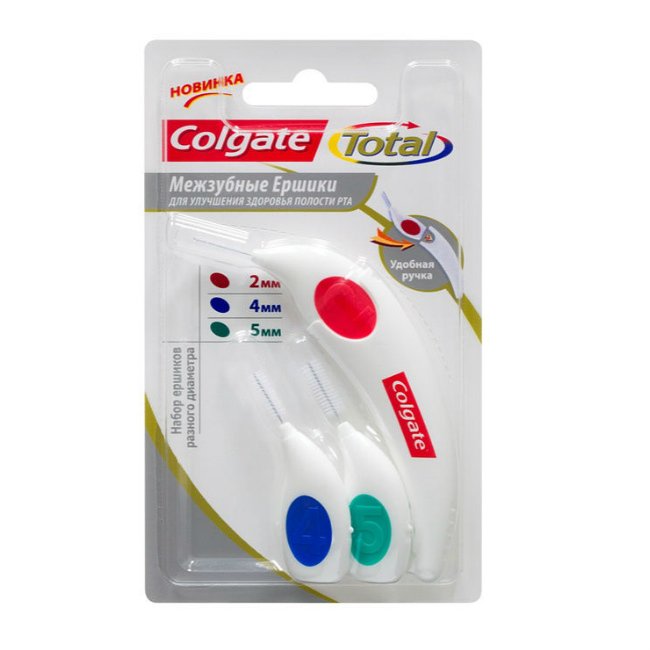 НОВИНКА
Colgate Total
Межзубные Ершики
ДЛЯ УЛУЧШЕНИЯ ЗДОРОВЬЯ ПОЛОСТИ РТА
Удобная
ручка
2мм
4мм
5мм
Набор ершиков
разного диаметра
Colgate
4
5